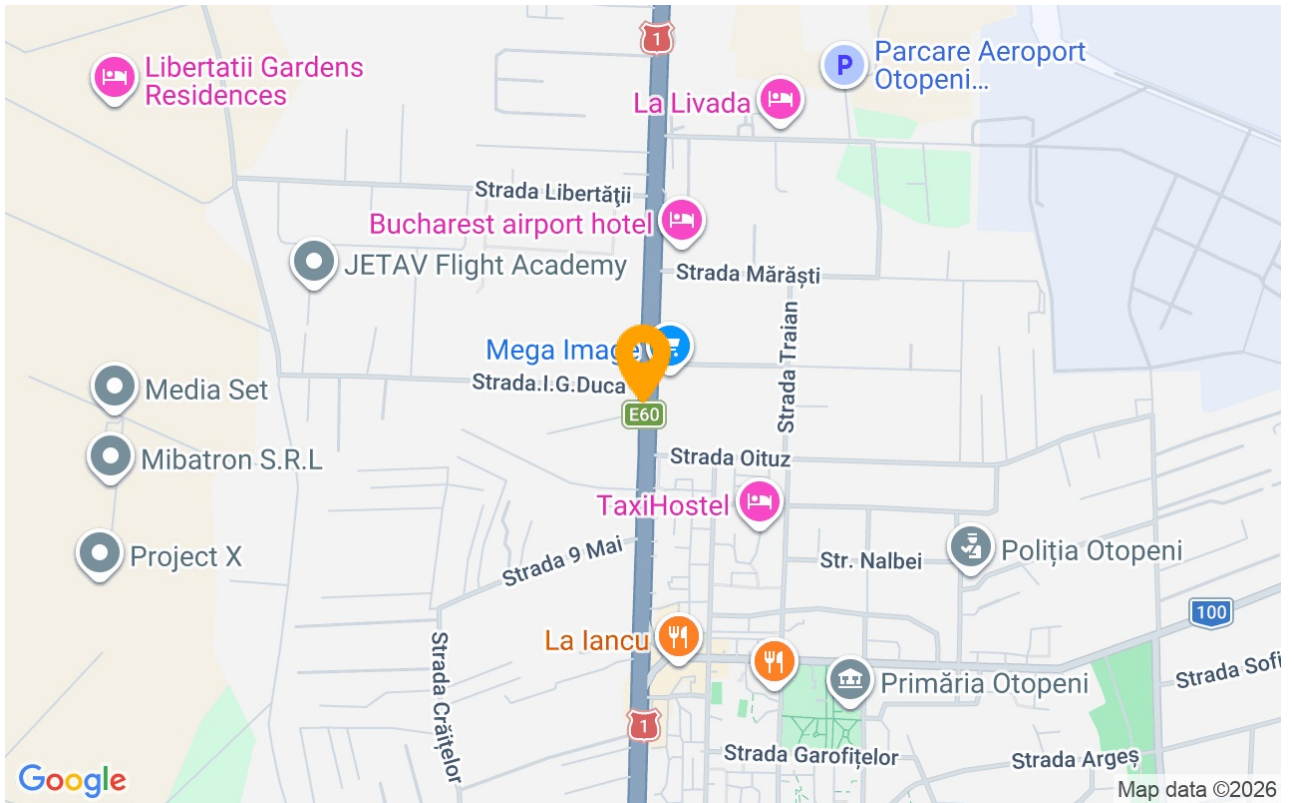 1
Libertatii Gardens
Residences
Parcare Aeroport
Otopeni...
P
La Livada
Strada Libertății
Bucharest airport hotel
JETAV Flight Academy
Strada Mărăști
Strada Traian
Mega Image
Strada.I.G.Duca
Media Set
E60
Mibatron S.R.L
Strada Oituz
TaxiHostel
Project X
Strada 9 Mai
Str. Nalbei
Poliția Otopeni
100
La Iancu
Strada Crăițelor
Primăria Otopeni
Strada Sofi
1
Strada Garofițelor
Strada Argeș
Google
Map data ©2026